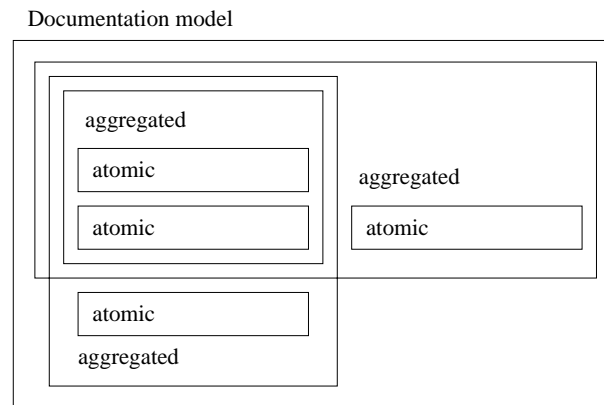 Documentation model
aggregated
atomic
aggregated
atomic
atomic
atomic
aggregated